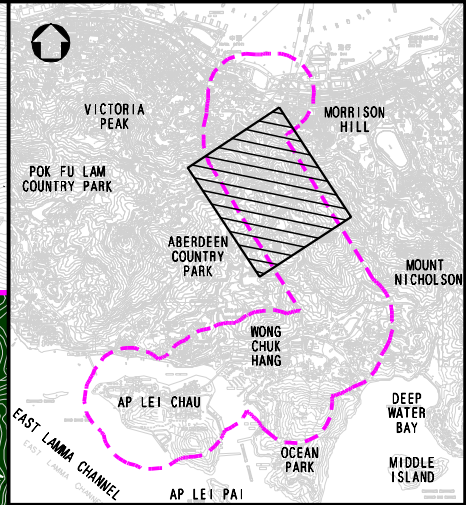 VICTORIA
PEAK
MORRISON
HILL
POK FU LAM
COUNTRY PARK
ABERDEEN
COUNTRY
PARK
MOUNT
NICHOLSON
WONG
CHUK
HANG
AP LEI CHAU
DEEP
WATER
BAY
EAST LAMMA CHANNEL
OCEAN
PARK
MIDDLE
ISLAND
AP LEI PAI